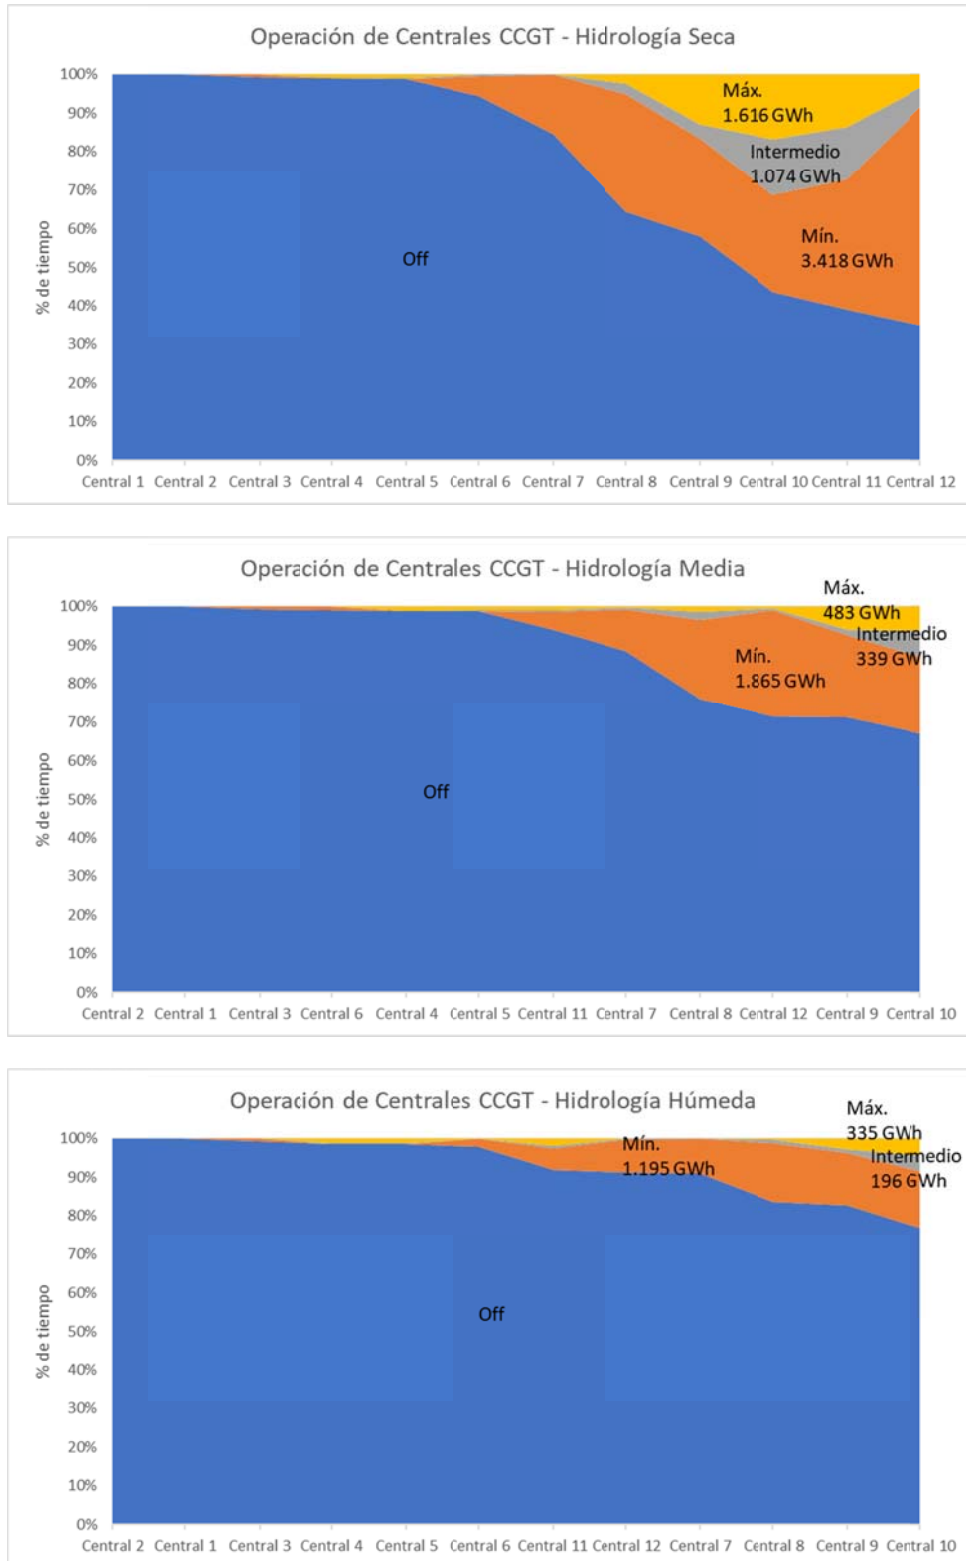 Operación de Centrales CCGT - Hidrología Seca
100%
90%
80%
70%
60%
50%
40%
30%
20%
10%
0%
% de tiempo
Máx.
1.616 GWh
Intermedio
1.074 GWh
Mín.
3.418 GWh
Off
Central 1 Central 2 Central 3 Central 4 Central 5 Central 6 Central 7 Central 8 Central 9 Central 10 Central 11 Central 12
Operación de Centrales CCGT - Hidrología Media
100%
90%
80%
70%
60%
50%
40%
30%
20%
10%
0%
% de tiempo
Máx.
483 GWh
Intermedio
339 GWh
Mín.
1.865 GWh
Off
Central 2 Central 1 Central 3 Central 6 Central 4 Central 5 Central 11 Central 7 Central 8 Central 12 Central 9 Central 10
Operación de Centrales CCGT - Hidrología Húmeda
100%
90%
80%
70%
60%
50%
40%
30%
20%
10%
0%
% de tiempo
Máx.
335 GWh
Intermedio
196 GWh
Mín.
1.195 GWh
Off
Central 2 Central 1 Central 3 Central 4 Central 5 Central 6 Central 11 Central 12 Central 7 Central 8 Central 9 Central 10